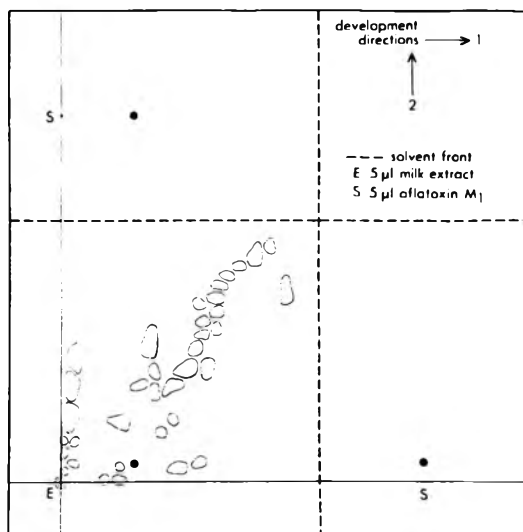 development
directions 1
2
S
--- solvent front
E 5 µl milk extract
S 5 µl aflatoxin M1
E
S